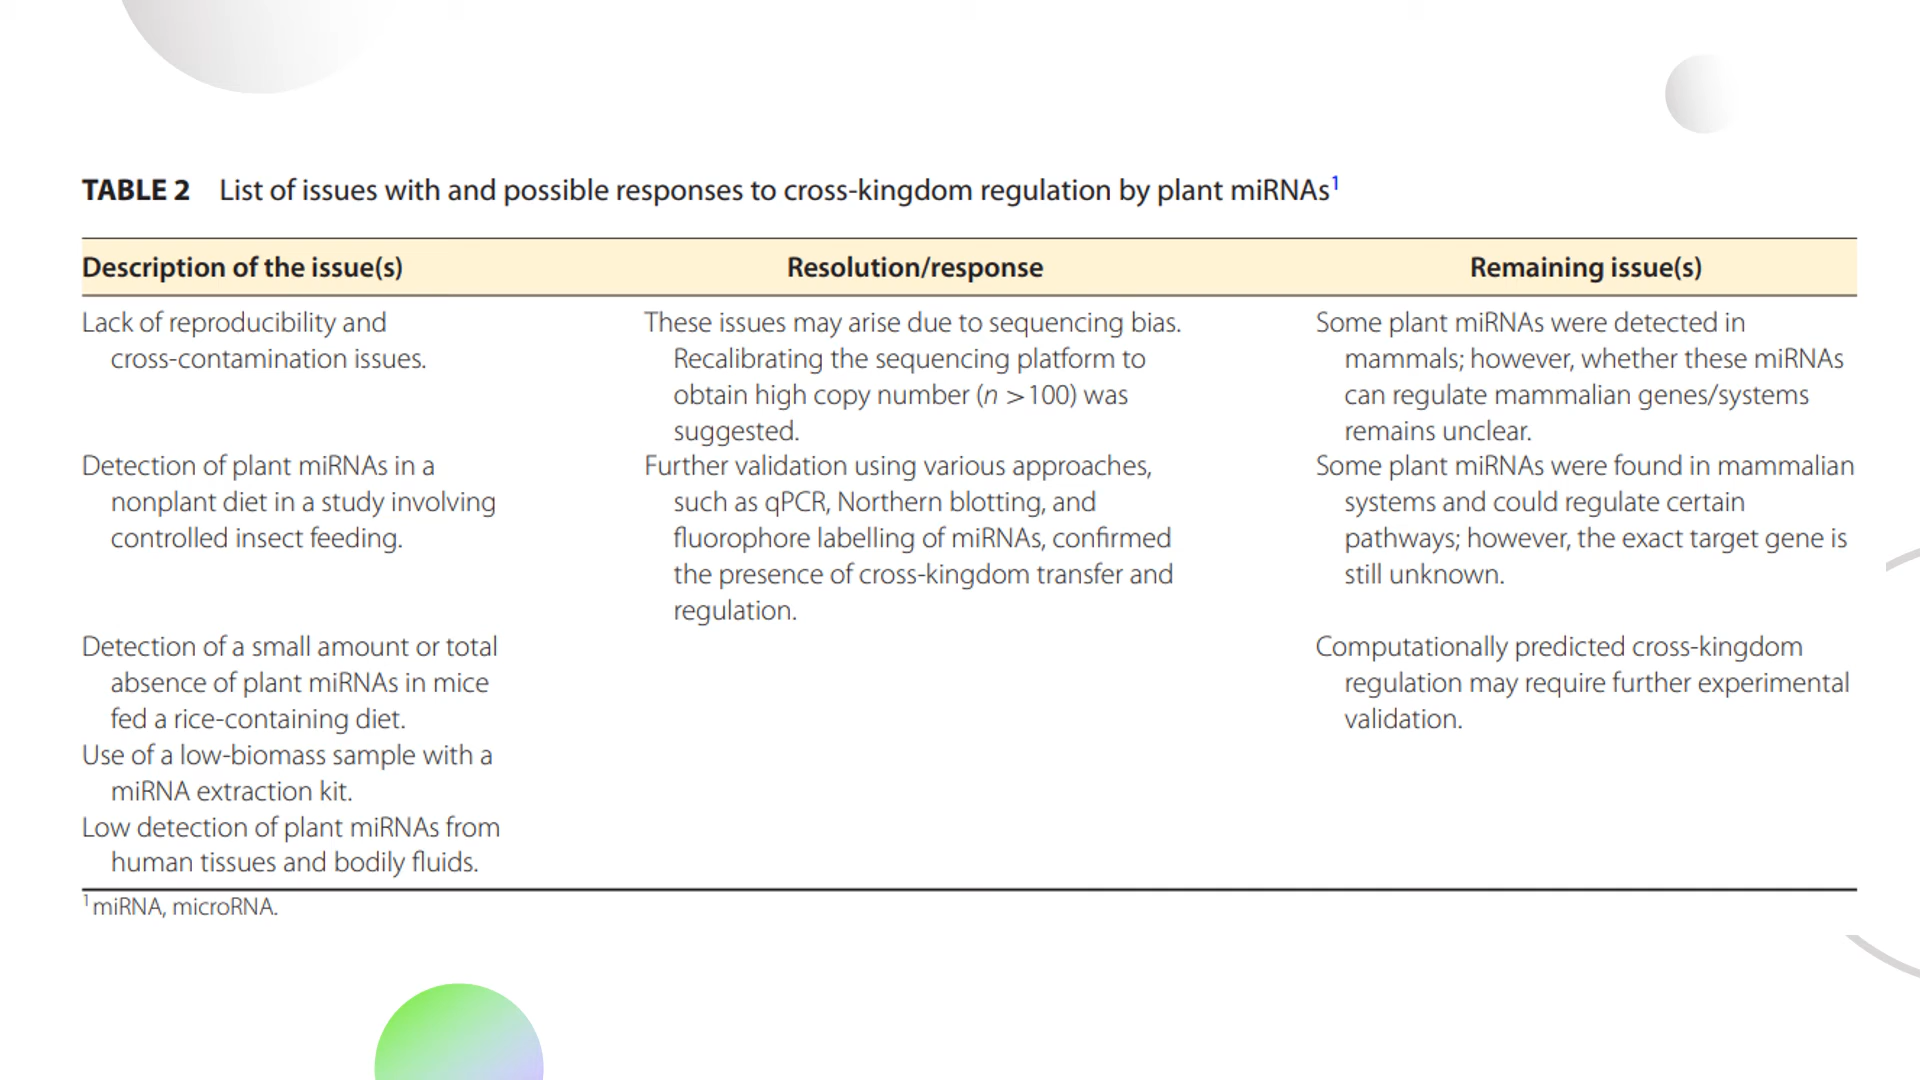 TABLE 2 List of issues with and possible responses to cross-kingdom regulation by plant miRNAs1
Description of the issue(s) Resolution/response Remaining issue(s)
Lack of reproducibility and
cross-contamination issues.
These issues may arise due to sequencing bias.
Recalibrating the sequencing platform to
obtain high copy number (n >100) was
suggested.
Some plant miRNAs were detected in
mammals; however, whether these miRNAs
can regulate mammalian genes/systems
remains unclear.
Detection of plant miRNAs in a
nonplant diet in a study involving
controlled insect feeding.
Further validation using various approaches,
such as qPCR, Northern blotting, and
fluorophore labelling of miRNAs, confirmed
the presence of cross-kingdom transfer and
regulation.
Some plant miRNAs were found in mammalian
systems and could regulate certain
pathways; however, the exact target gene is
still unknown.
Detection of a small amount or total
absence of plant miRNAs in mice
fed a rice-containing diet.
Computationally predicted cross-kingdom
regulation may require further experimental
validation.
Use of a low-biomass sample with a
miRNA extraction kit.
Low detection of plant miRNAs from
human tissues and bodily fluids.
1miRNA, microRNA.